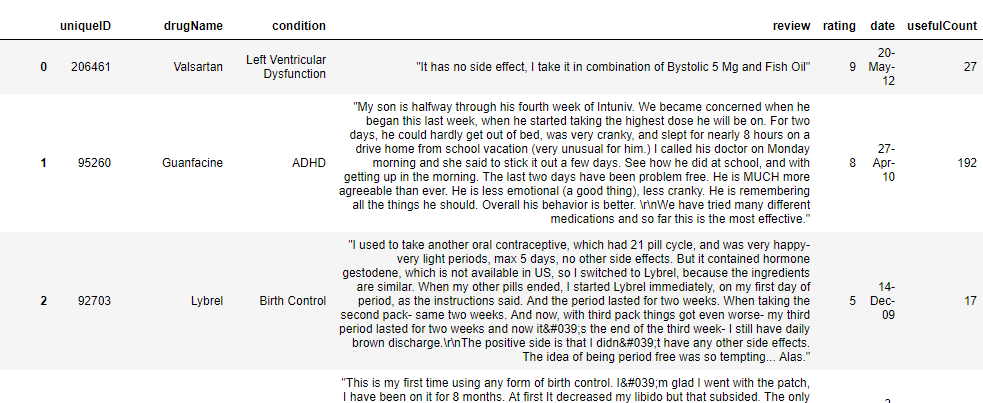 uniqueID drugName condition review rating date usefulCount
0 206461 Valsartan Left Ventricular Dysfunction "It has no side effect, I take it in combination of Bystolic 5 Mg and Fish Oil" 9 20-May-12 27
"My son is halfway through his fourth week of Intuniv. We became concerned when he
began this last week, when he started taking the highest dose he will be on. For two
days, he could hardly get out of bed, was very cranky, and slept for nearly 8 hours on a
drive home from school vacation (very unusual for him.) I called his doctor on Monday
1 95260 Guanfacine ADHD morning and she said to stick it out a few days. See how he did at school, and with 8 27-Apr-10 192
getting up in the morning. The last two days have been problem free. He is MUCH more
agreeable than ever. He is less emotional (a good thing), less cranky. He is remembering
all the things he should. Overall his behavior is better. \r\nWe have tried many different
medications and so far this is the most effective."
"I used to take another oral contraceptive, which had 21 pill cycle, and was very happy-
very light periods, max 5 days, no other side effects. But it contained hormone
gestodene, which is not available in US, so I switched to Lybrel, because the ingredients
are similar. When my other pills ended, I started Lybrel immediately, on my first day of
2 92703 Lybrel Birth Control period, as the instructions said. And the period lasted for two weeks. When taking the 5 14-Dec-09 17
second pack- same two weeks. And now, with third pack things got even worse- my third
period lasted for two weeks and now it&#039;s the end of the third week- I still have daily
brown discharge.\r\nThe positive side is that I didn&#039;t have any other side effects.
The idea of being period free was so tempting... Alas."
"This is my first time using any form of birth control. I&#039;m glad I went with the patch,
I have been on it for 8 months. At first It decreased my libido but that subsided. The only